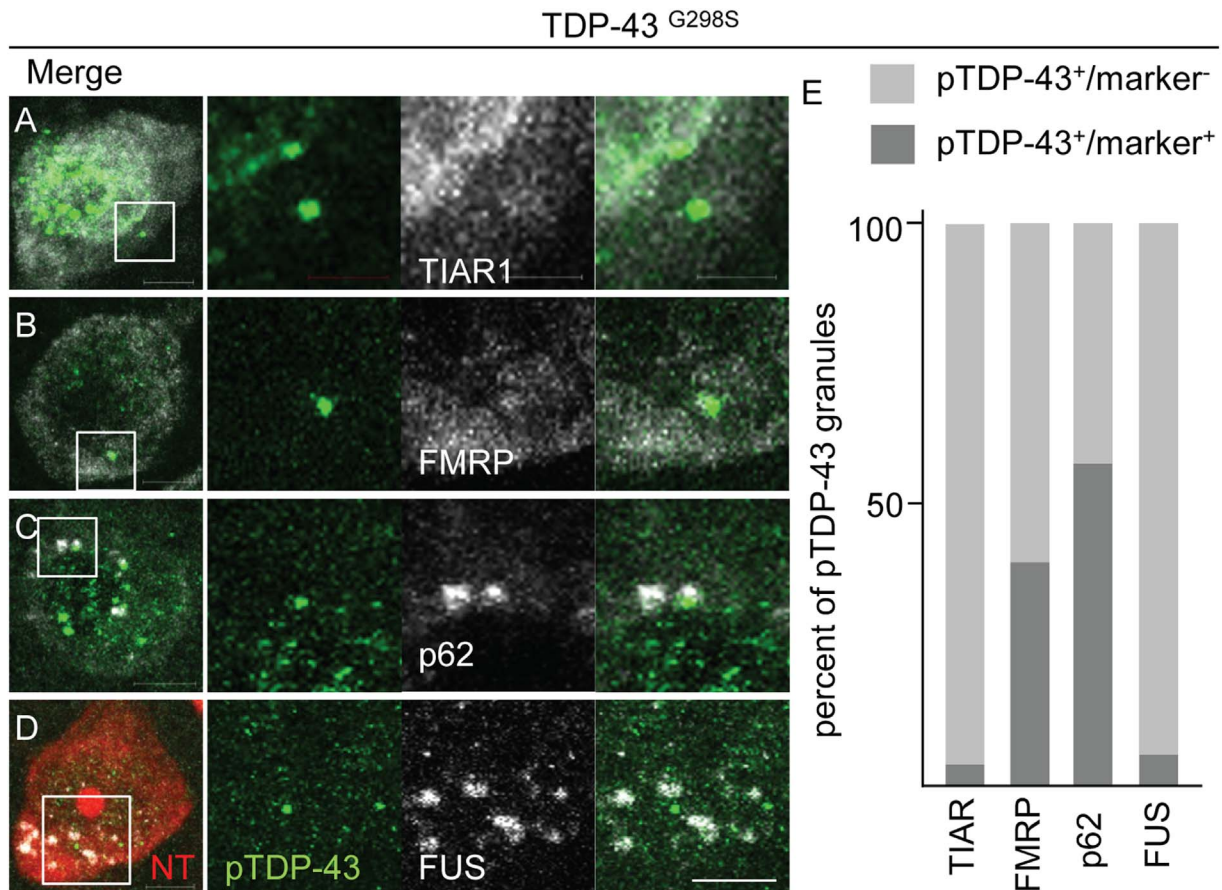 TDP-43 G298S
Merge
A
TIAR1
B
FMRP
C
p62
D
NT
pTDP-43
FUS
E
pTDP-43+/marker-
pTDP-43+/marker+
percent of pTDP-43 granules
100
50
TIAR
FMRP
p62
FUS